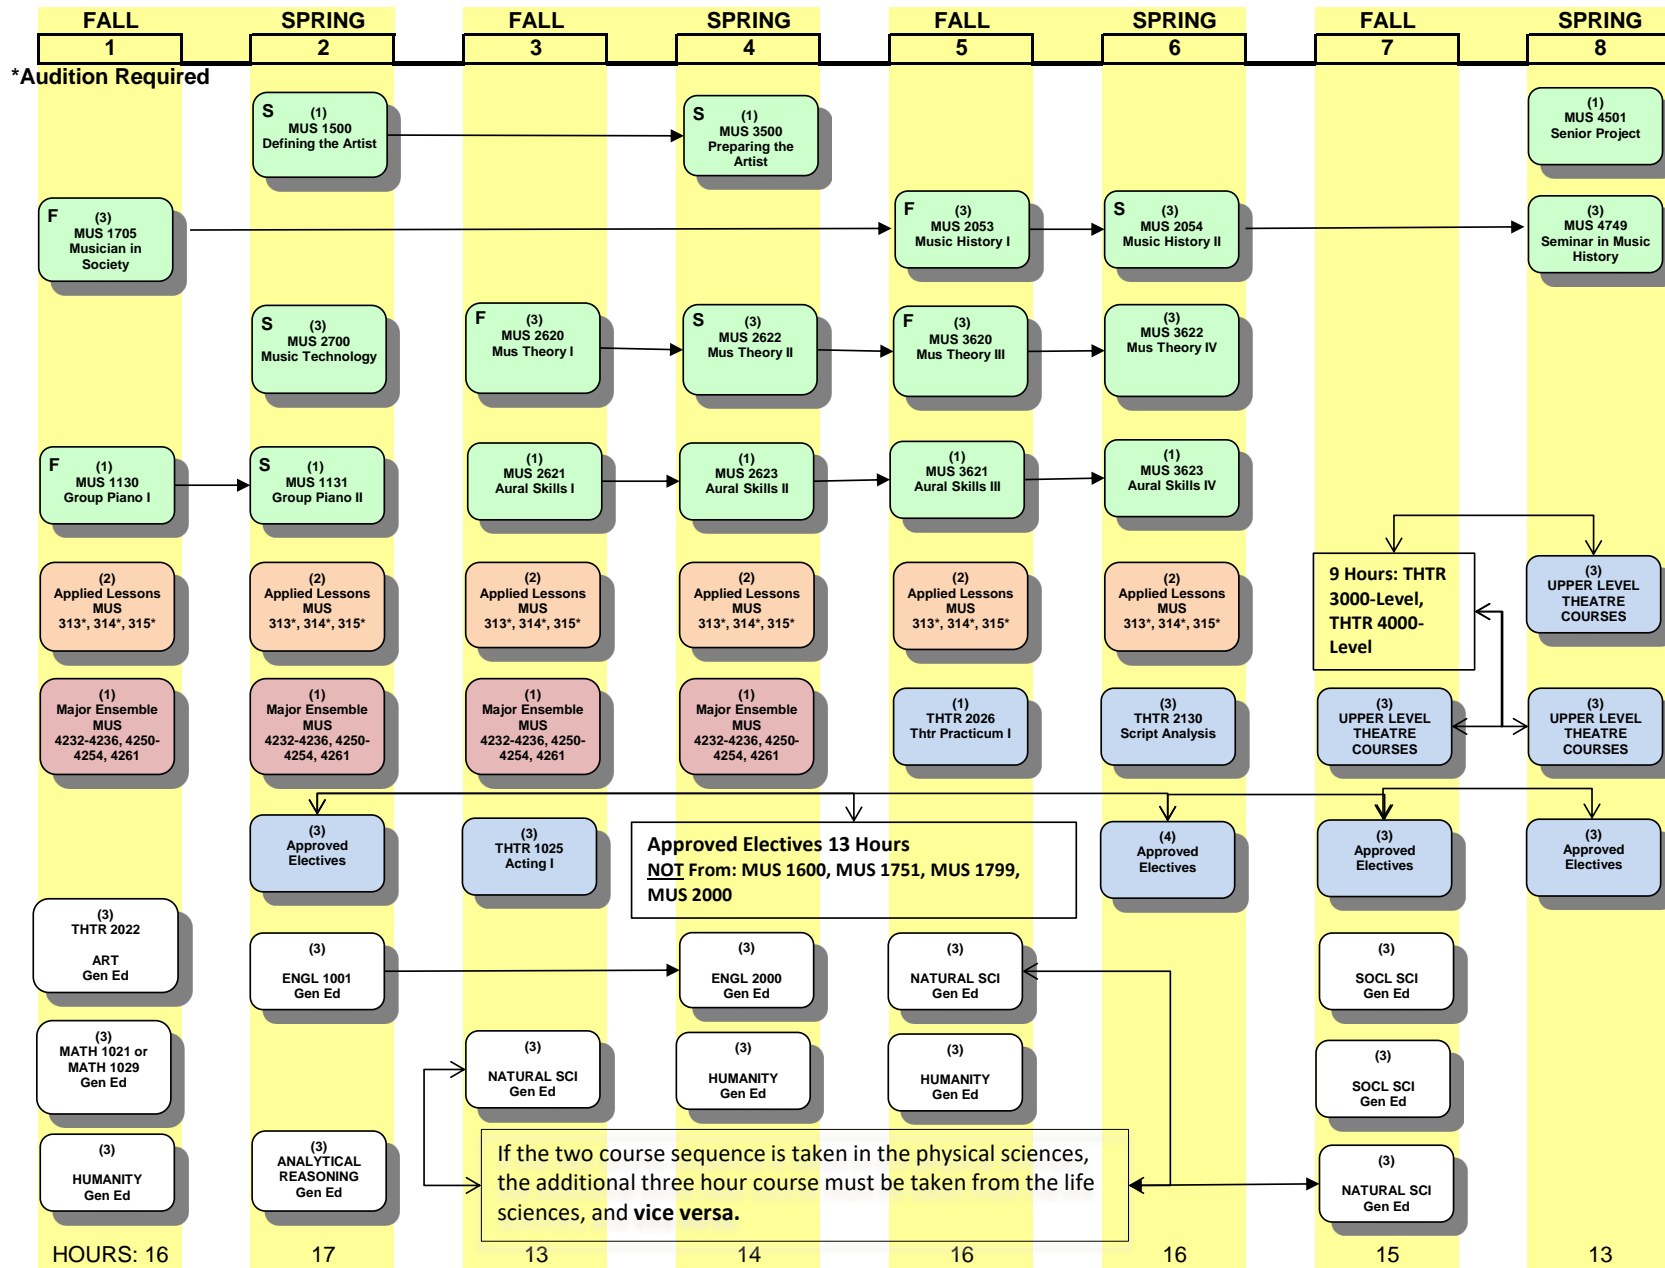 FALL SPRING FALL SPRING FALL SPRING FALL SPRING
1 2 3 4 5 6 7 8
*Audition Required
S (1)
MUS 1500
Defining the Artist
S (1)
MUS 3500
Preparing the
Artist
(1)
MUS 4501
Senior Project
F (3)
MUS 1705
Musician in
Society
F (3)
MUS 2053
Music History I
S (3)
MUS 2054
Music History II
(3)
MUS 4749
Seminar in Music
History
S (3)
MUS 2700
Music Technology
F (3)
MUS 2620
Mus Theory I
S (3)
MUS 2622
Mus Theory II
F (3)
MUS 3620
Mus Theory III
(3)
MUS 3622
Mus Theory IV
F (1)
MUS 1130
Group Piano I
S (1)
MUS 1131
Group Piano II
(1)
MUS 2621
Aural Skills I
(1)
MUS 2623
Aural Skills II
(1)
MUS 3621
Aural Skills III
(1)
MUS 3623
Aural Skills IV
(2)
Applied Lessons
MUS
313*, 314*, 315*
(2)
Applied Lessons
MUS
313*, 314*, 315*
(2)
Applied Lessons
MUS
313*, 314*, 315*
(2)
Applied Lessons
MUS
313*, 314*, 315*
(2)
Applied Lessons
MUS
313*, 314*, 315*
(2)
Applied Lessons
MUS
313*, 314*, 315*
9 Hours: THTR
3000-Level,
THTR 4000-
Level
(3)
UPPER LEVEL
THEATRE
COURSES
(1)
Major Ensemble
MUS
4232-4236, 4250-
4254, 4261
(1)
Major Ensemble
MUS
4232-4236, 4250-
4254, 4261
(1)
Major Ensemble
MUS
4232-4236, 4250-
4254, 4261
(1)
Major Ensemble
MUS
4232-4236, 4250-
4254, 4261
(1)
THTR 2026
Thtr Practicum I
(3)
THTR 2130
Script Analysis
(3)
UPPER LEVEL
THEATRE
COURSES
(3)
UPPER LEVEL
THEATRE
COURSES
(3)
Approved
Electives
(3)
THTR 1025
Acting I
Approved Electives 13 Hours
NOT From: MUS 1600, MUS 1751, MUS 1799,
MUS 2000
(4)
Approved
Electives
(3)
Approved
Electives
(3)
Approved
Electives
(3)
THTR 2022
ART
Gen Ed
(3)
ENGL 1001
Gen Ed
(3)
ENGL 2000
Gen Ed
(3)
NATURAL SCI
Gen Ed
(3)
SOCL SCI
Gen Ed
(3)
MATH 1021 or
MATH 1029
Gen Ed
(3)
NATURAL SCI
Gen Ed
(3)
HUMANITY
Gen Ed
(3)
HUMANITY
Gen Ed
(3)
SOCL SCI
Gen Ed
(3)
HUMANITY
Gen Ed
(3)
ANALYTICAL
REASONING
Gen Ed
If the two course sequence is taken in the physical sciences,
the additional three hour course must be taken from the life
sciences, and vice versa.
(3)
NATURAL SCI
Gen Ed
HOURS: 16 17 13 14 16 16 15 13